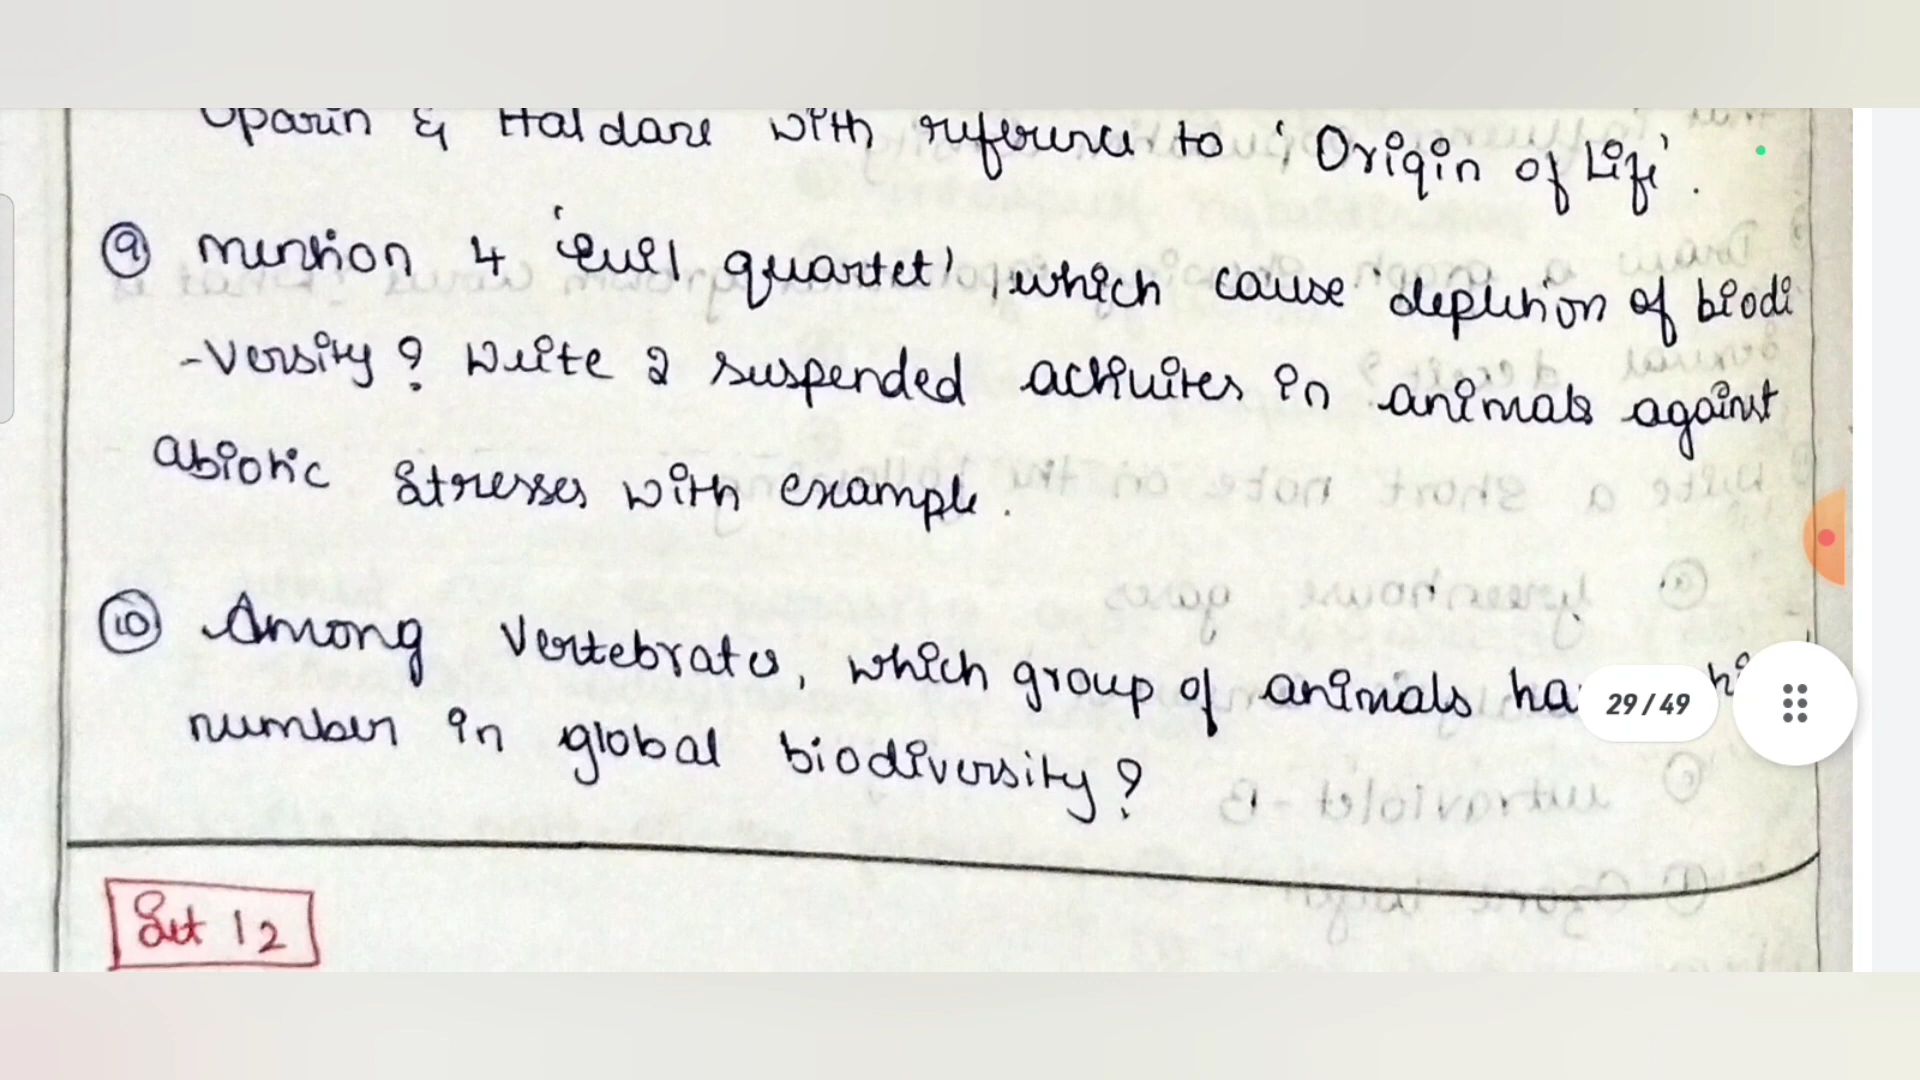 Oparin & Haldane with reference to 'Origin of Life'.
⑨ Mention 4 'evil quartet', which cause depletion of biodi
-versity? Write 2 suspended activites in animals against
abiotic stresses with example.
⑩ Among Vertebrates, which group of animals
number in global biodiversity?
29/49
Set 12